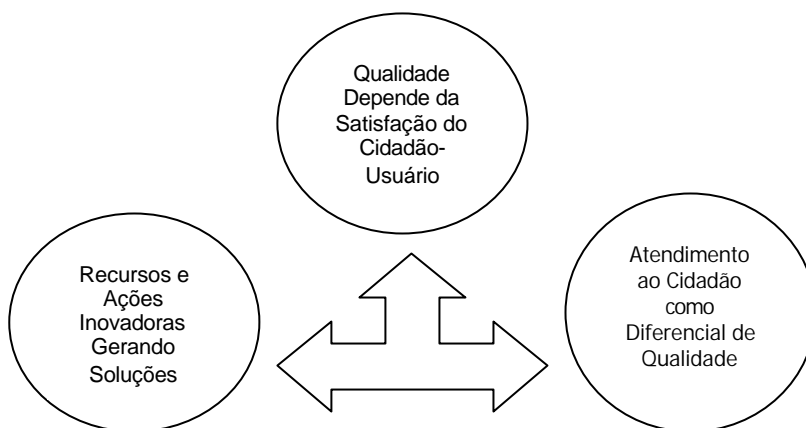 Qualidade
Depende da
Satisfação do
Cidadão-
Usuário
Recursos e
Ações
Inovadoras
Gerando
Soluções
Atendimento
ao Cidadão
como
Diferencial de
Qualidade